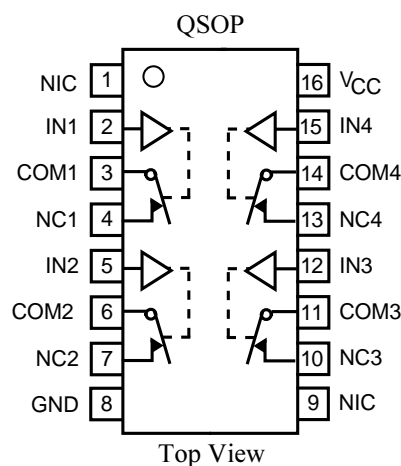 QSOP
NIC 1 16 VCC
IN1 2 15 IN4
COM1 3 14 COM4
NC1 4 13 NC4
IN2 5 12 IN3
COM2 6 11 COM3
NC2 7 10 NC3
GND 8 9 NIC
Top View